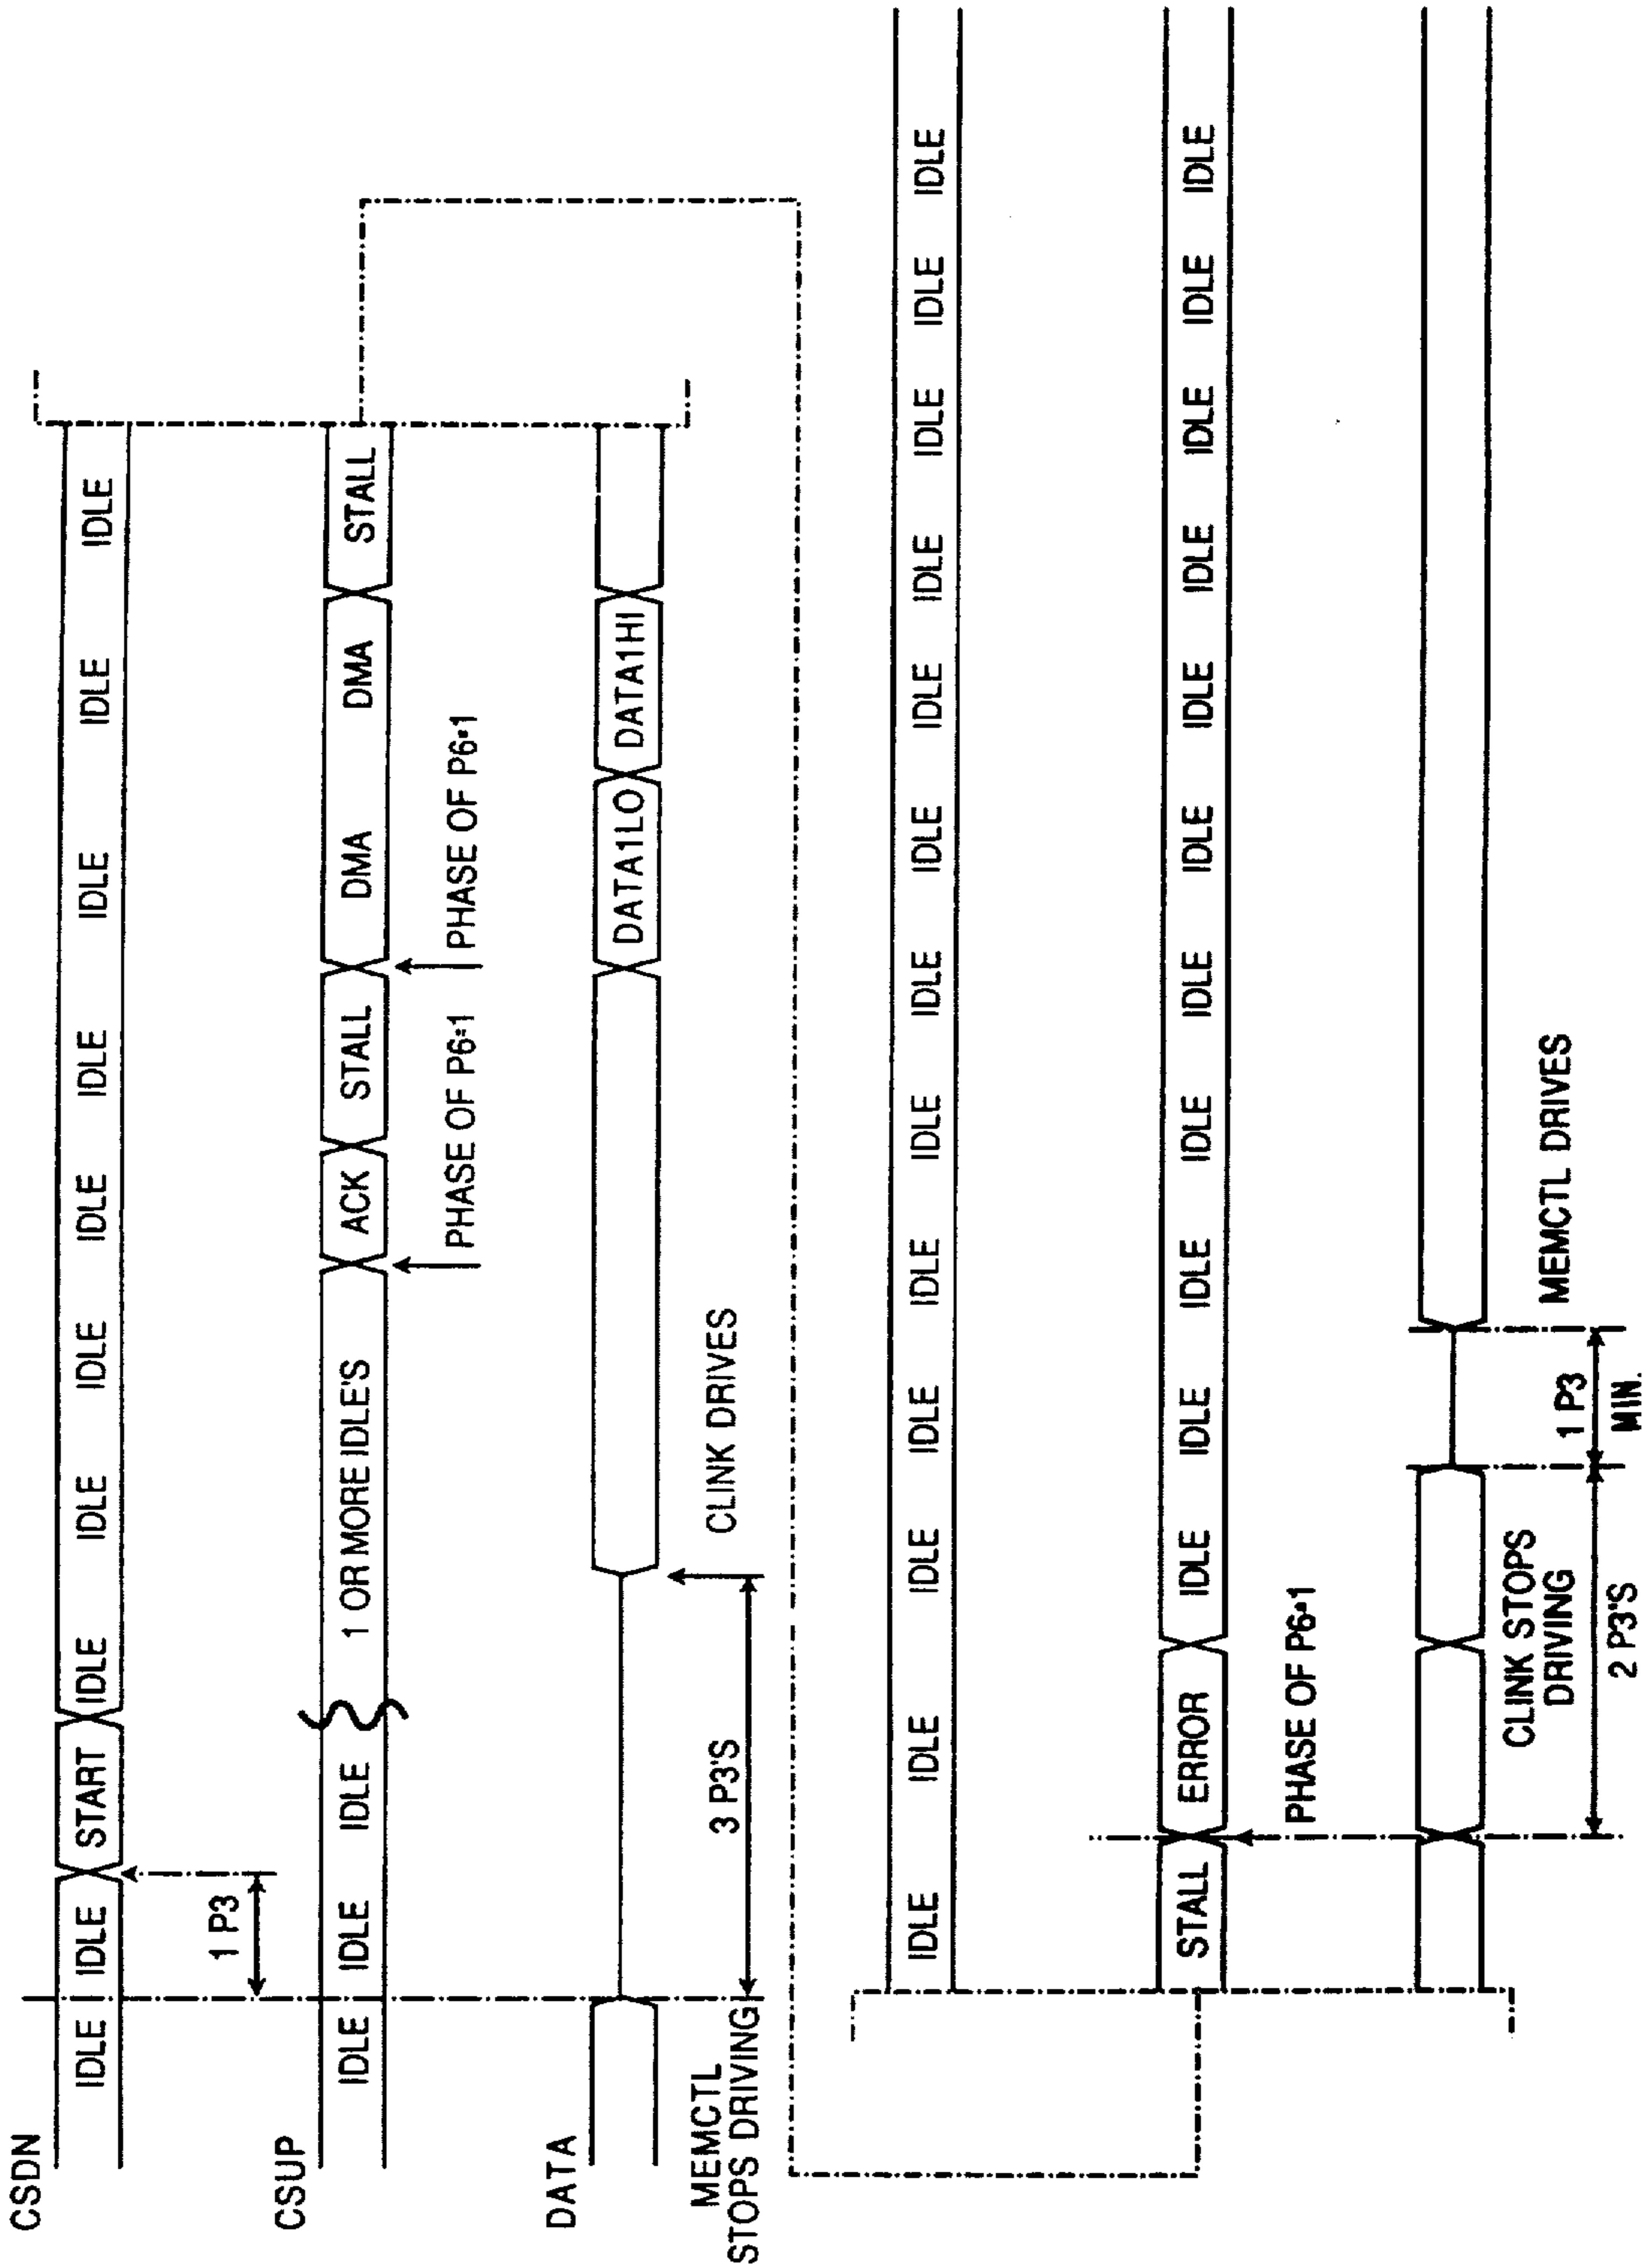 CSDN IDLE IDLE START IDLE IDLE IDLE IDLE IDLE IDLE IDLE IDLE
1 P3
CSUP IDLE IDLE IDLE 1 OR MORE IDLE'S ACK STALL DMA DMA STALL
PHASE OF P6=1 PHASE OF P6=1
DATA DATA1LO DATA1HI
MEMCTL
STOPS DRIVING
3 P3'S
CLINK DRIVES
IDLE IDLE IDLE IDLE IDLE IDLE IDLE IDLE IDLE IDLE IDLE IDLE IDLE
STALL ERROR IDLE IDLE IDLE IDLE IDLE IDLE IDLE IDLE IDLE IDLE IDLE
PHASE OF P6=1
CLINK STOPS
DRIVING
2 P3'S
1 P3
MIN.
MEMCTL DRIVES